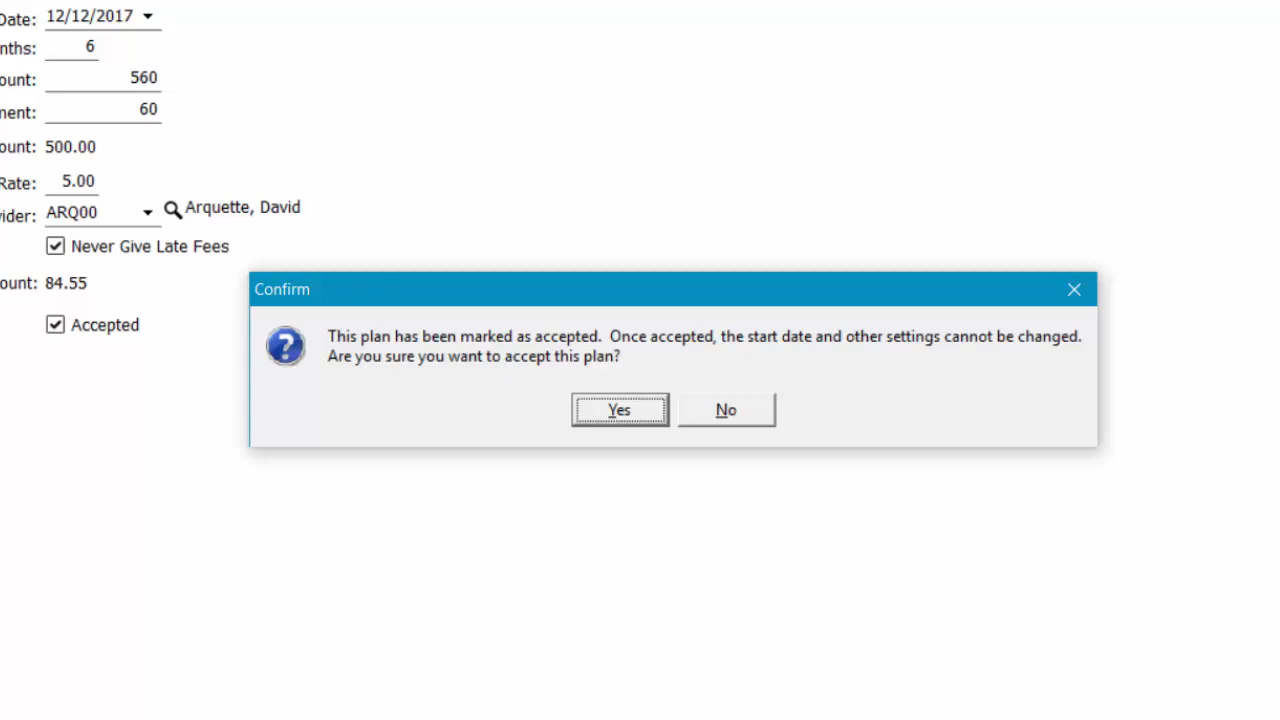 Date: 12/12/2017
nths: 6
ount: 560
ment: 60
ount: 500.00
Rate: 5.00
vider: ARQ00 Arquette, David
Never Give Late Fees
ount: 84.55
Accepted
Confirm
This plan has been marked as accepted.  Once accepted, the start date and other settings cannot be changed.
Are you sure you want to accept this plan?
Yes No